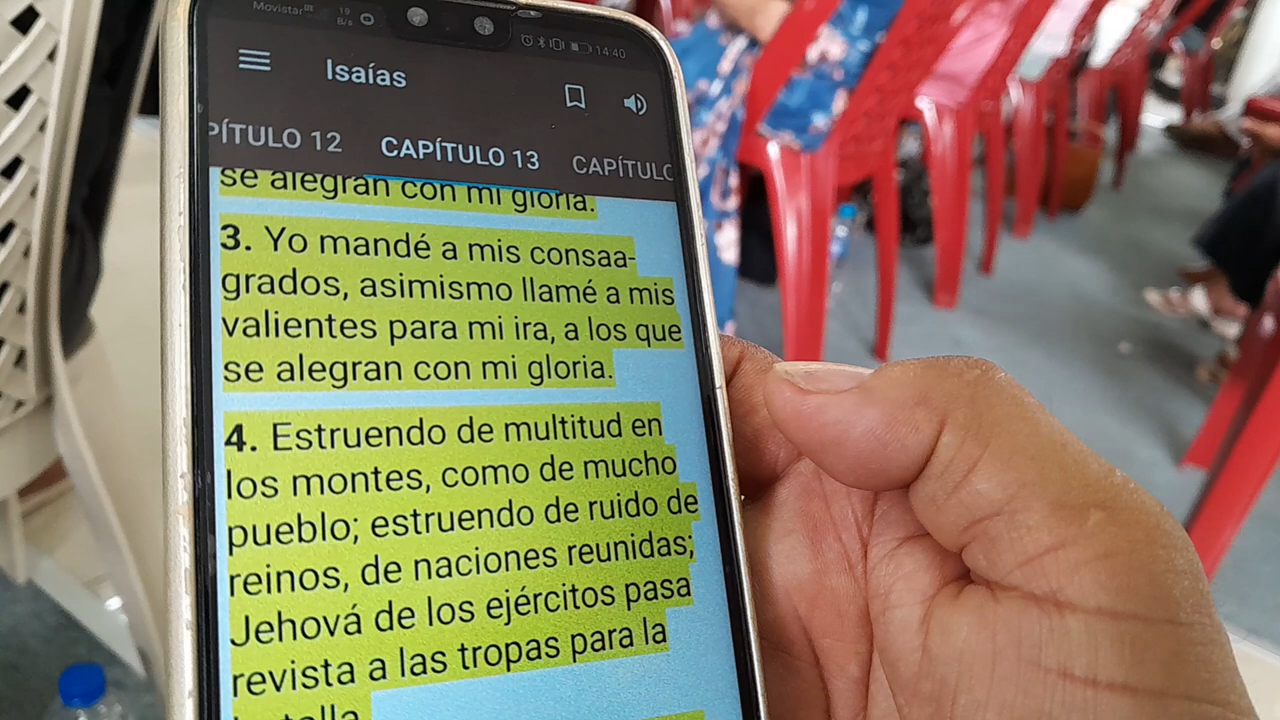 Movistar 19 B/s 14:40
Isaías
PÍTULO 12 CAPÍTULO 13 CAPÍTULO
se alegran con mi gloria.
3. Yo mandé a mis consaa-
grados, asimismo llamé a mis
valientes para mi ira, a los que
se alegran con mi gloria.
4. Estruendo de multitud en
los montes, como de mucho
pueblo; estruendo de ruido de
reinos, de naciones reunidas;
Jehová de los ejércitos pasa
revista a las tropas para la
batalla.